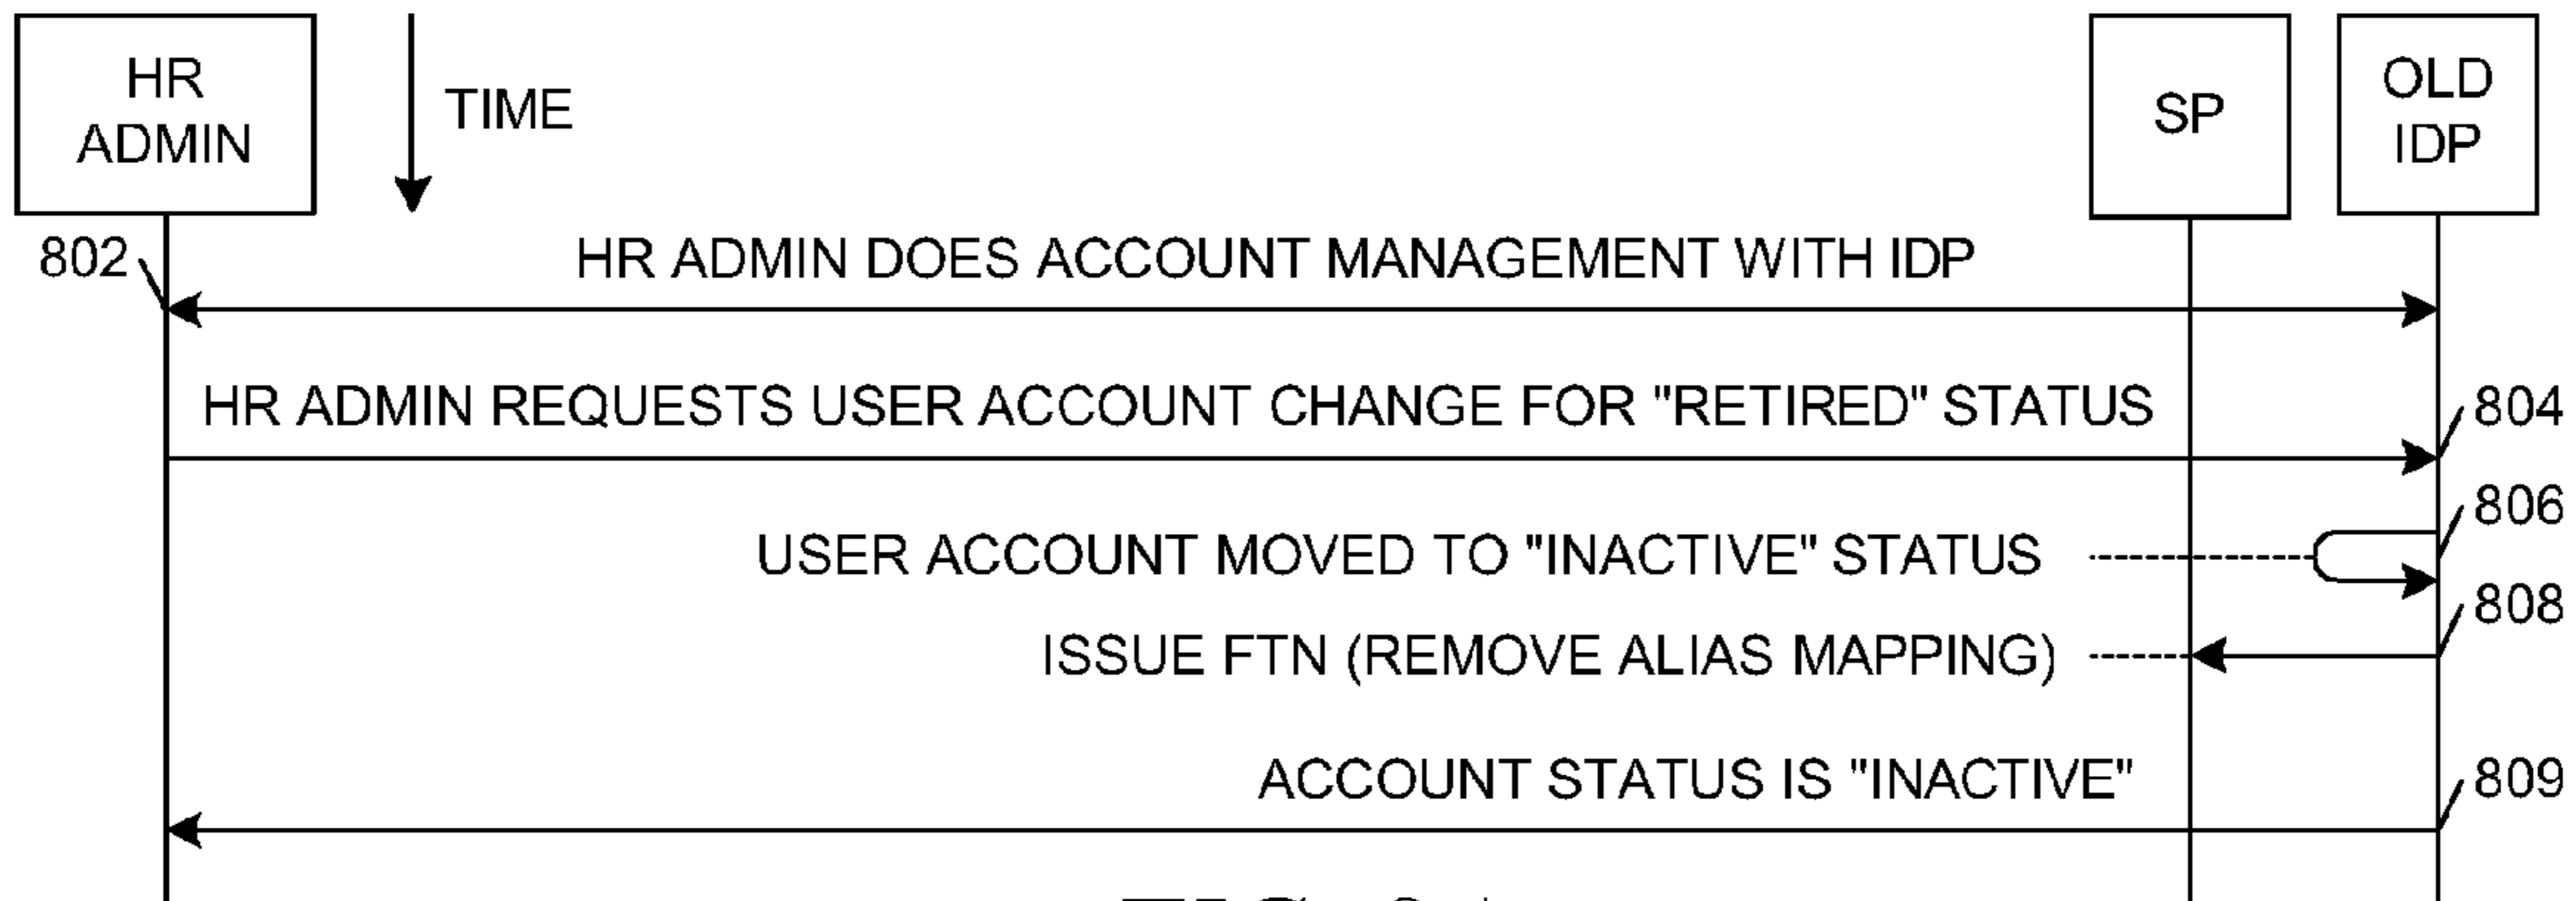 HR
ADMIN
TIME
SP
OLD
IDP
802
HR ADMIN DOES ACCOUNT MANAGEMENT WITH IDP
HR ADMIN REQUESTS USER ACCOUNT CHANGE FOR "RETIRED" STATUS
804
806
USER ACCOUNT MOVED TO "INACTIVE" STATUS
808
ISSUE FTN (REMOVE ALIAS MAPPING)
ACCOUNT STATUS IS "INACTIVE"
809